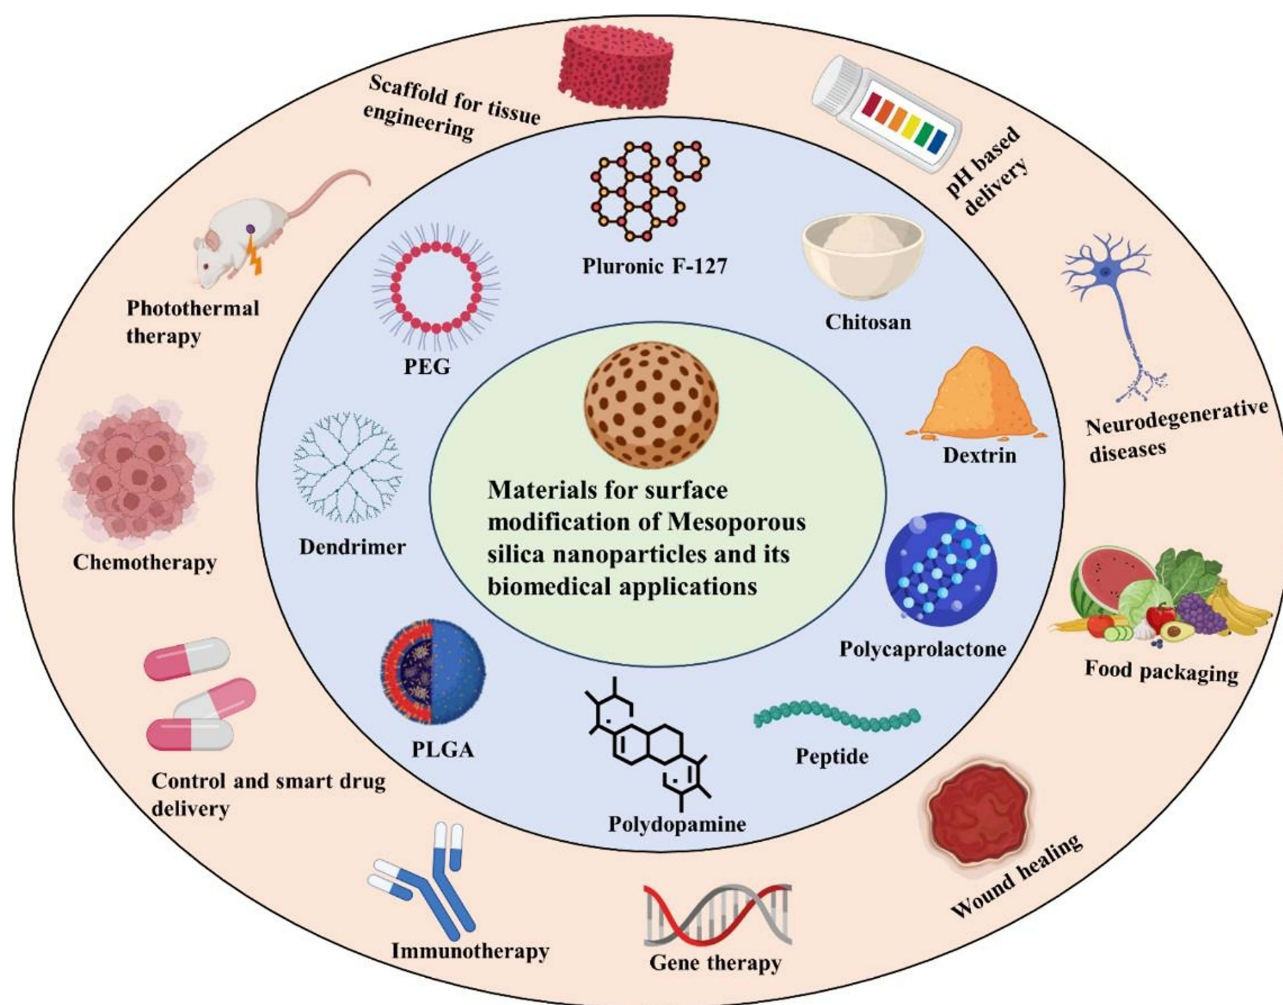 Scaffold for tissue
engineering
pH based
delivery
Photothermal
therapy
Neurodegenerative
diseases
Chemotherapy
Food packaging
Control and smart drug
delivery
Wound healing
Immunotherapy
Gene therapy
Pluronic F-127
PEG
Chitosan
Dendrimer
Dextrin
PLGA
Polycaprolactone
Polydopamine
Peptide
Materials for surface
modification of Mesoporous
silica nanoparticles and its
biomedical applications